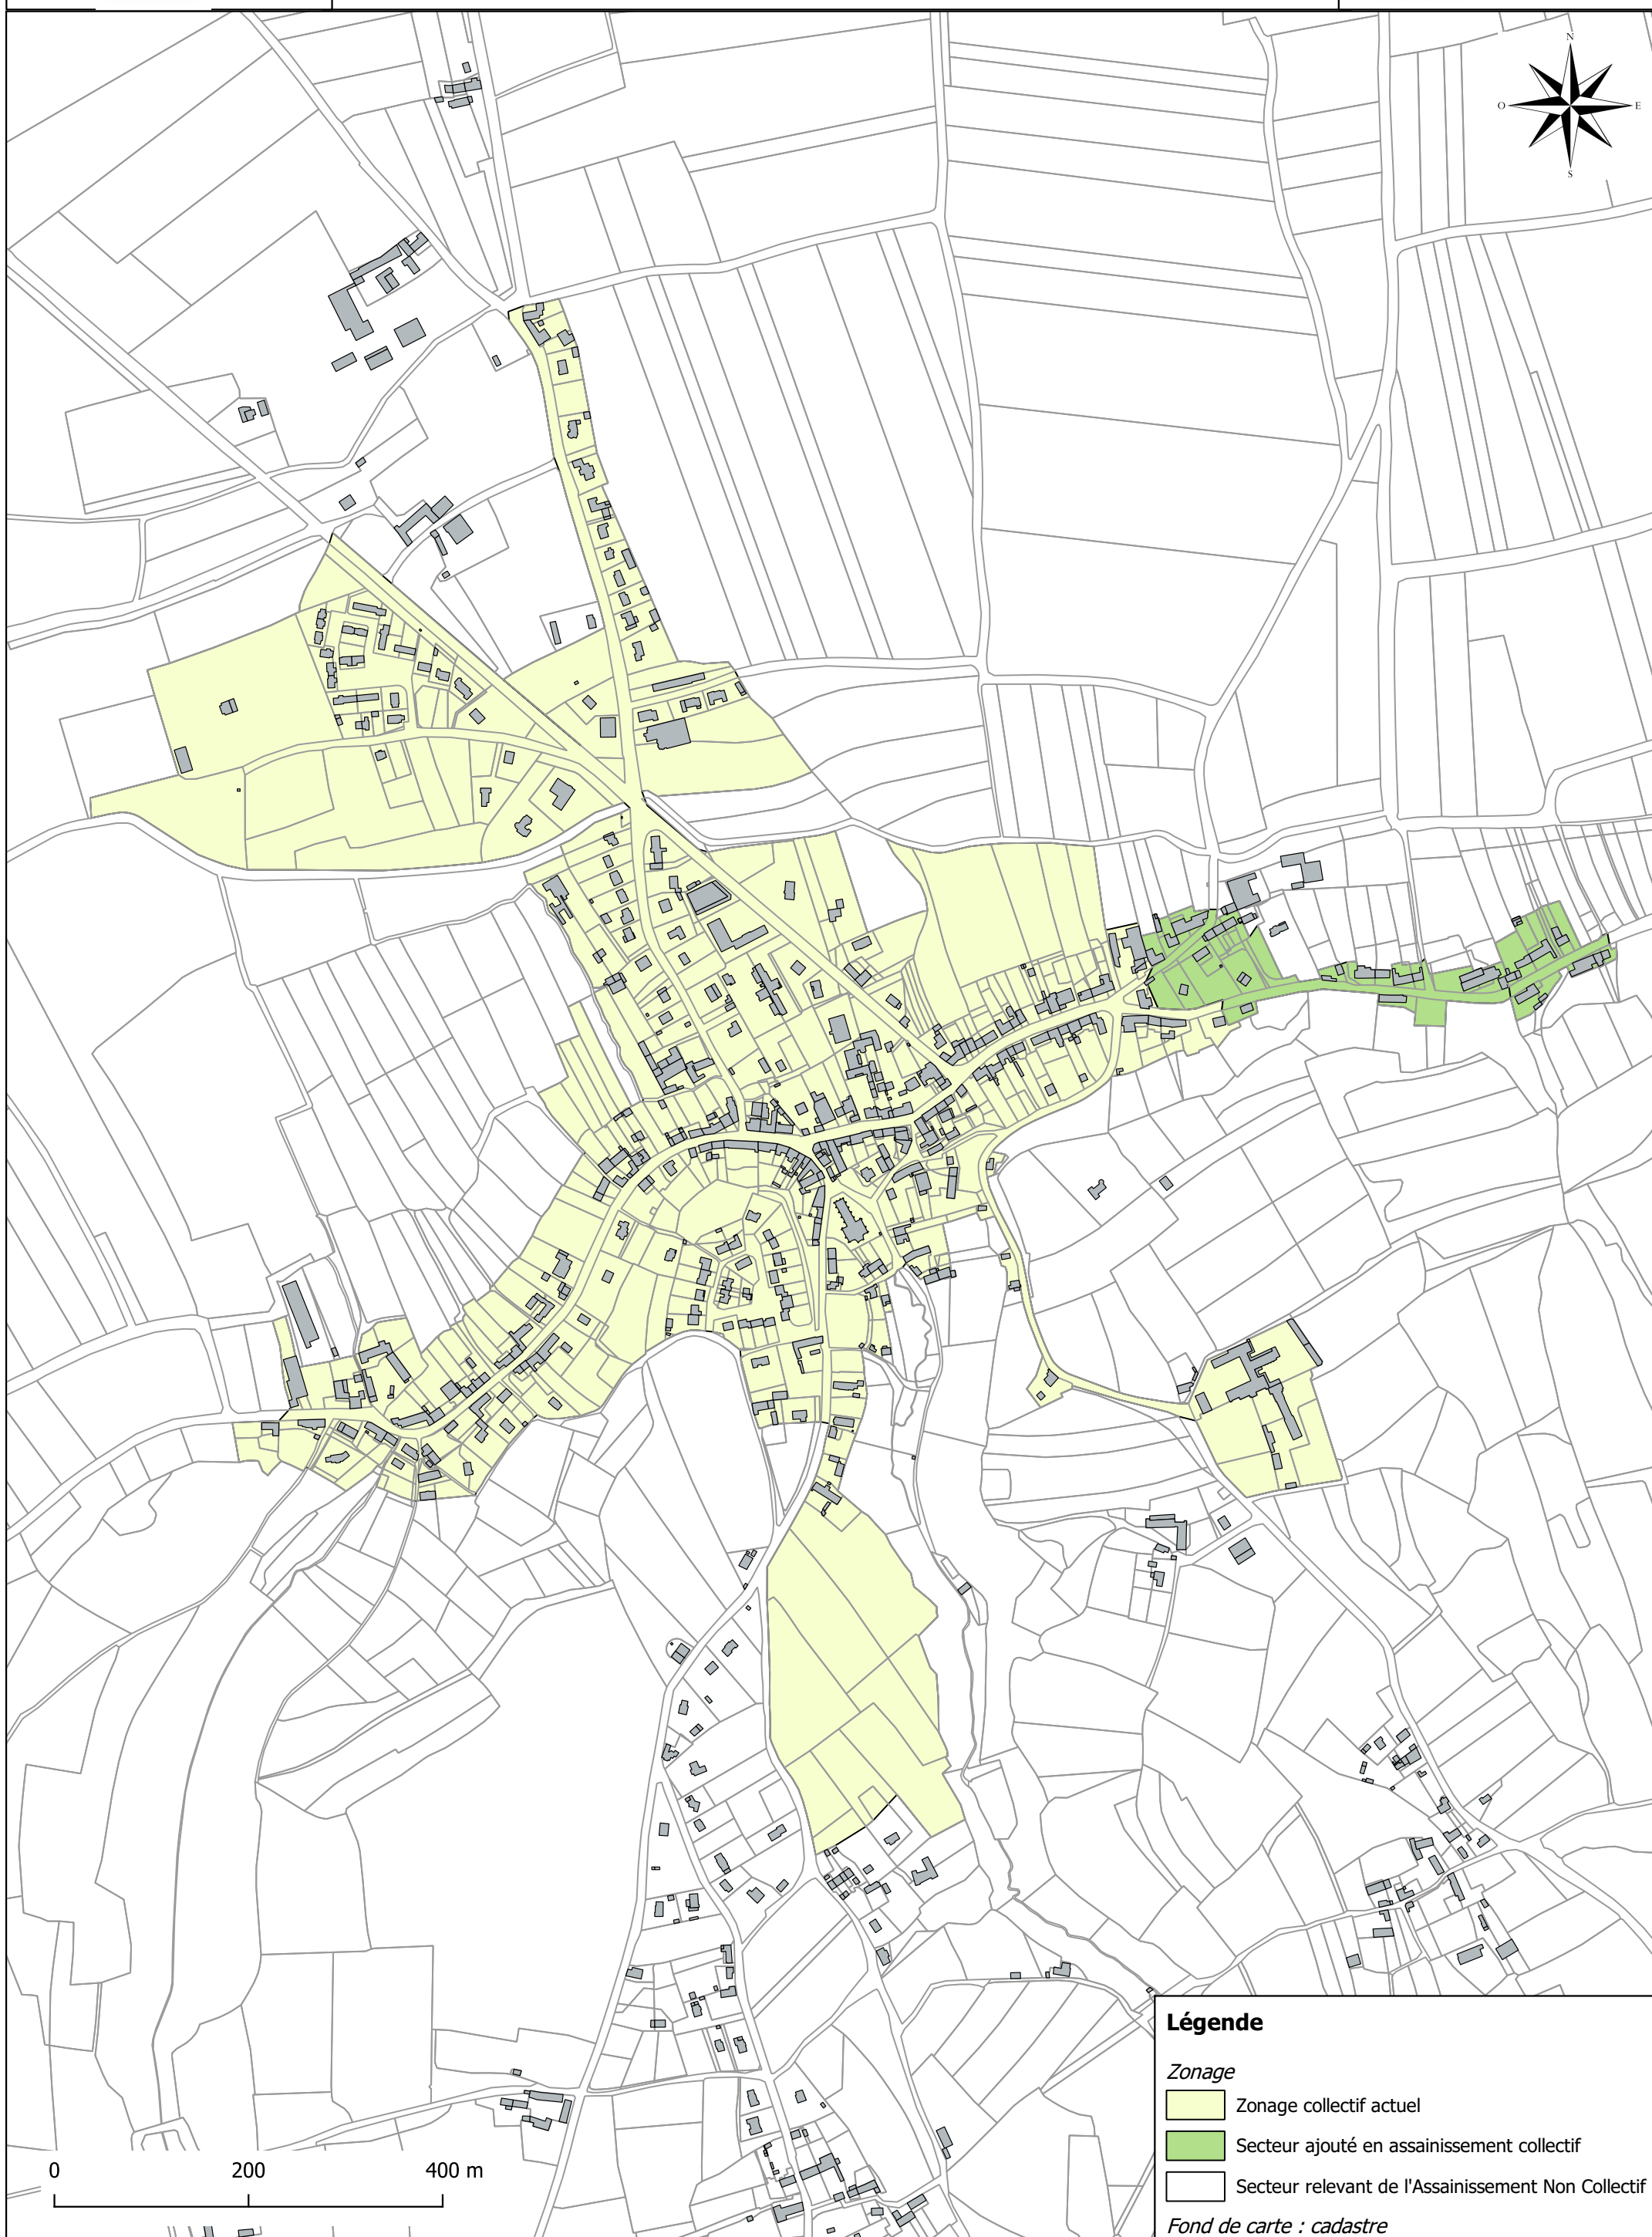 N
O
E
S
Légende
Zonage
Zonage collectif actuel
Secteur ajouté en assainissement collectif
Secteur relevant de l'Assainissement Non Collectif
Fond de carte : cadastre
0 200 400 m